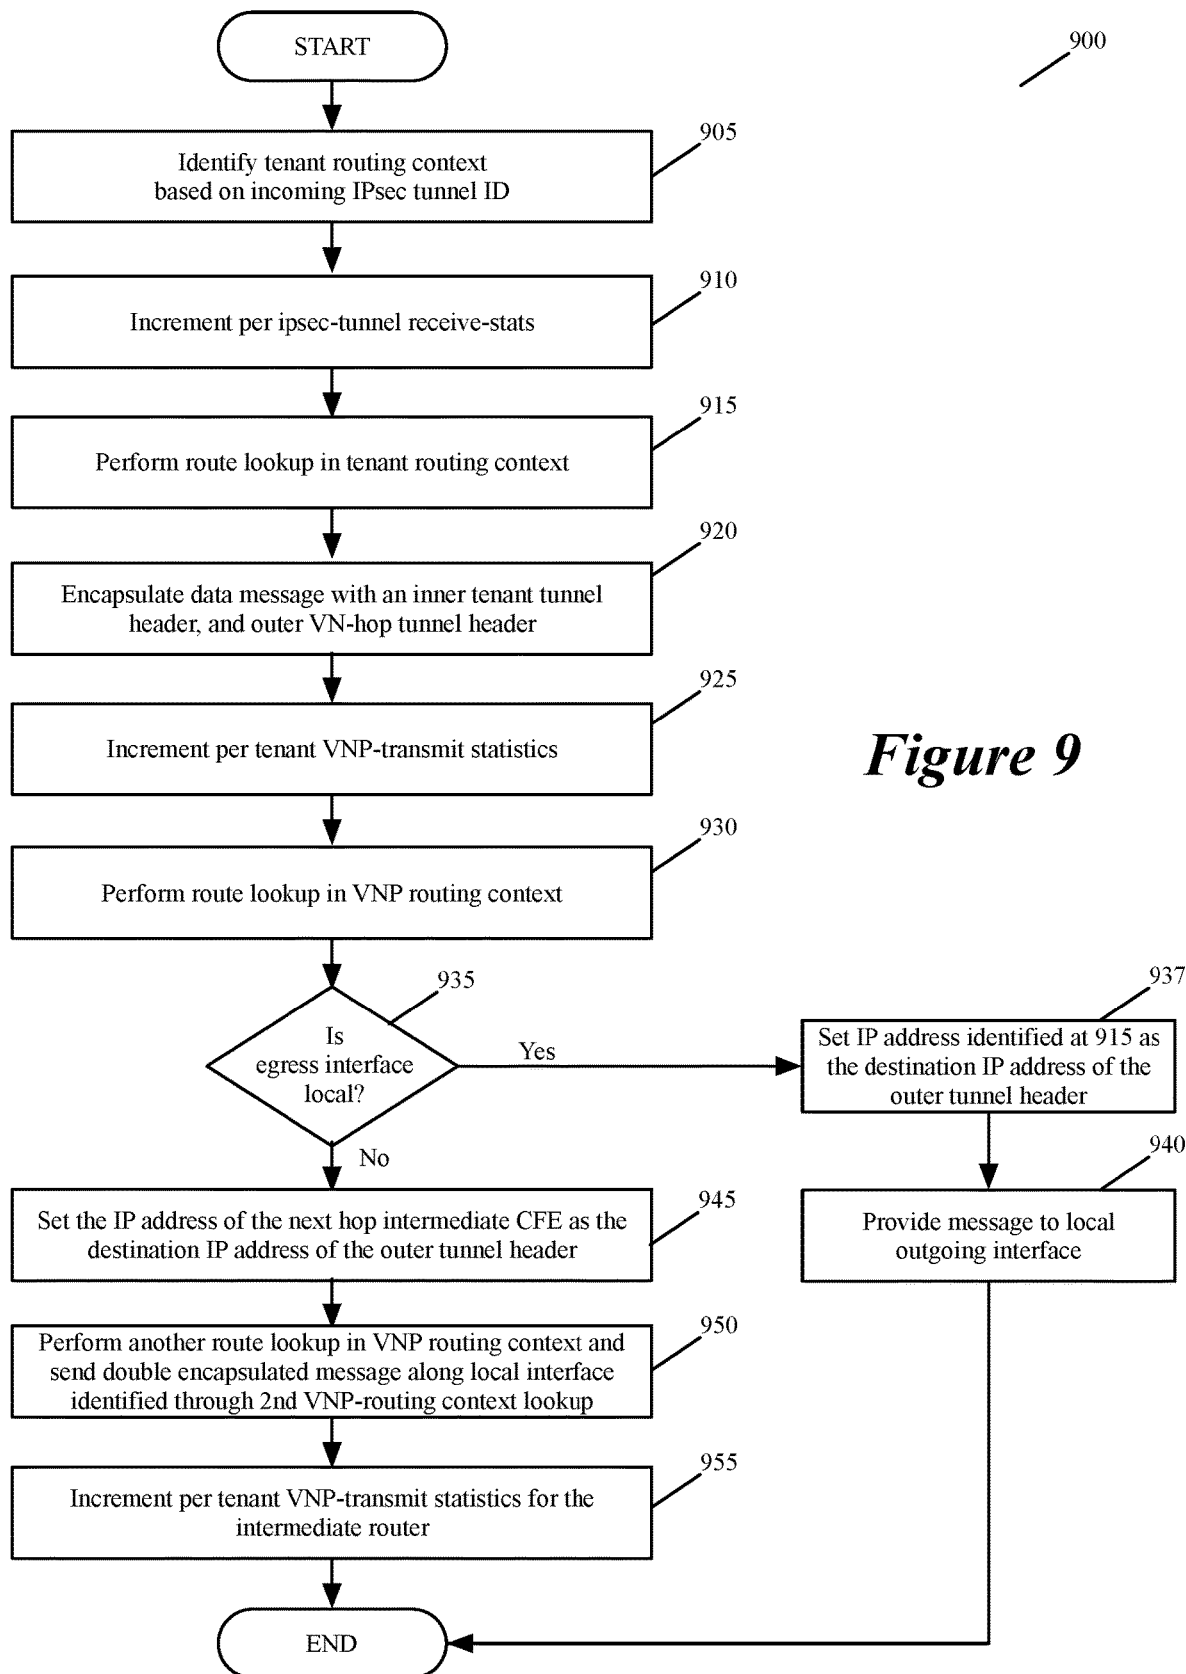 START
900
905
Identify tenant routing context
based on incoming IPsec tunnel ID
910
Increment per ipsec-tunnel receive-stats
915
Perform route lookup in tenant routing context
920
Encapsulate data message with an inner tenant tunnel
header, and outer VN-hop tunnel header
925
Increment per tenant VNP-transmit statistics
Figure 9
930
Perform route lookup in VNP routing context
935
Is
egress interface
local?
Yes
No
937
Set IP address identified at 915 as
the destination IP address of the
outer tunnel header
940
Provide message to local
outgoing interface
945
Set the IP address of the next hop intermediate CFE as the
destination IP address of the outer tunnel header
950
Perform another route lookup in VNP routing context and
send double encapsulated message along local interface
identified through 2nd VNP-routing context lookup
955
Increment per tenant VNP-transmit statistics for the
intermediate router
END